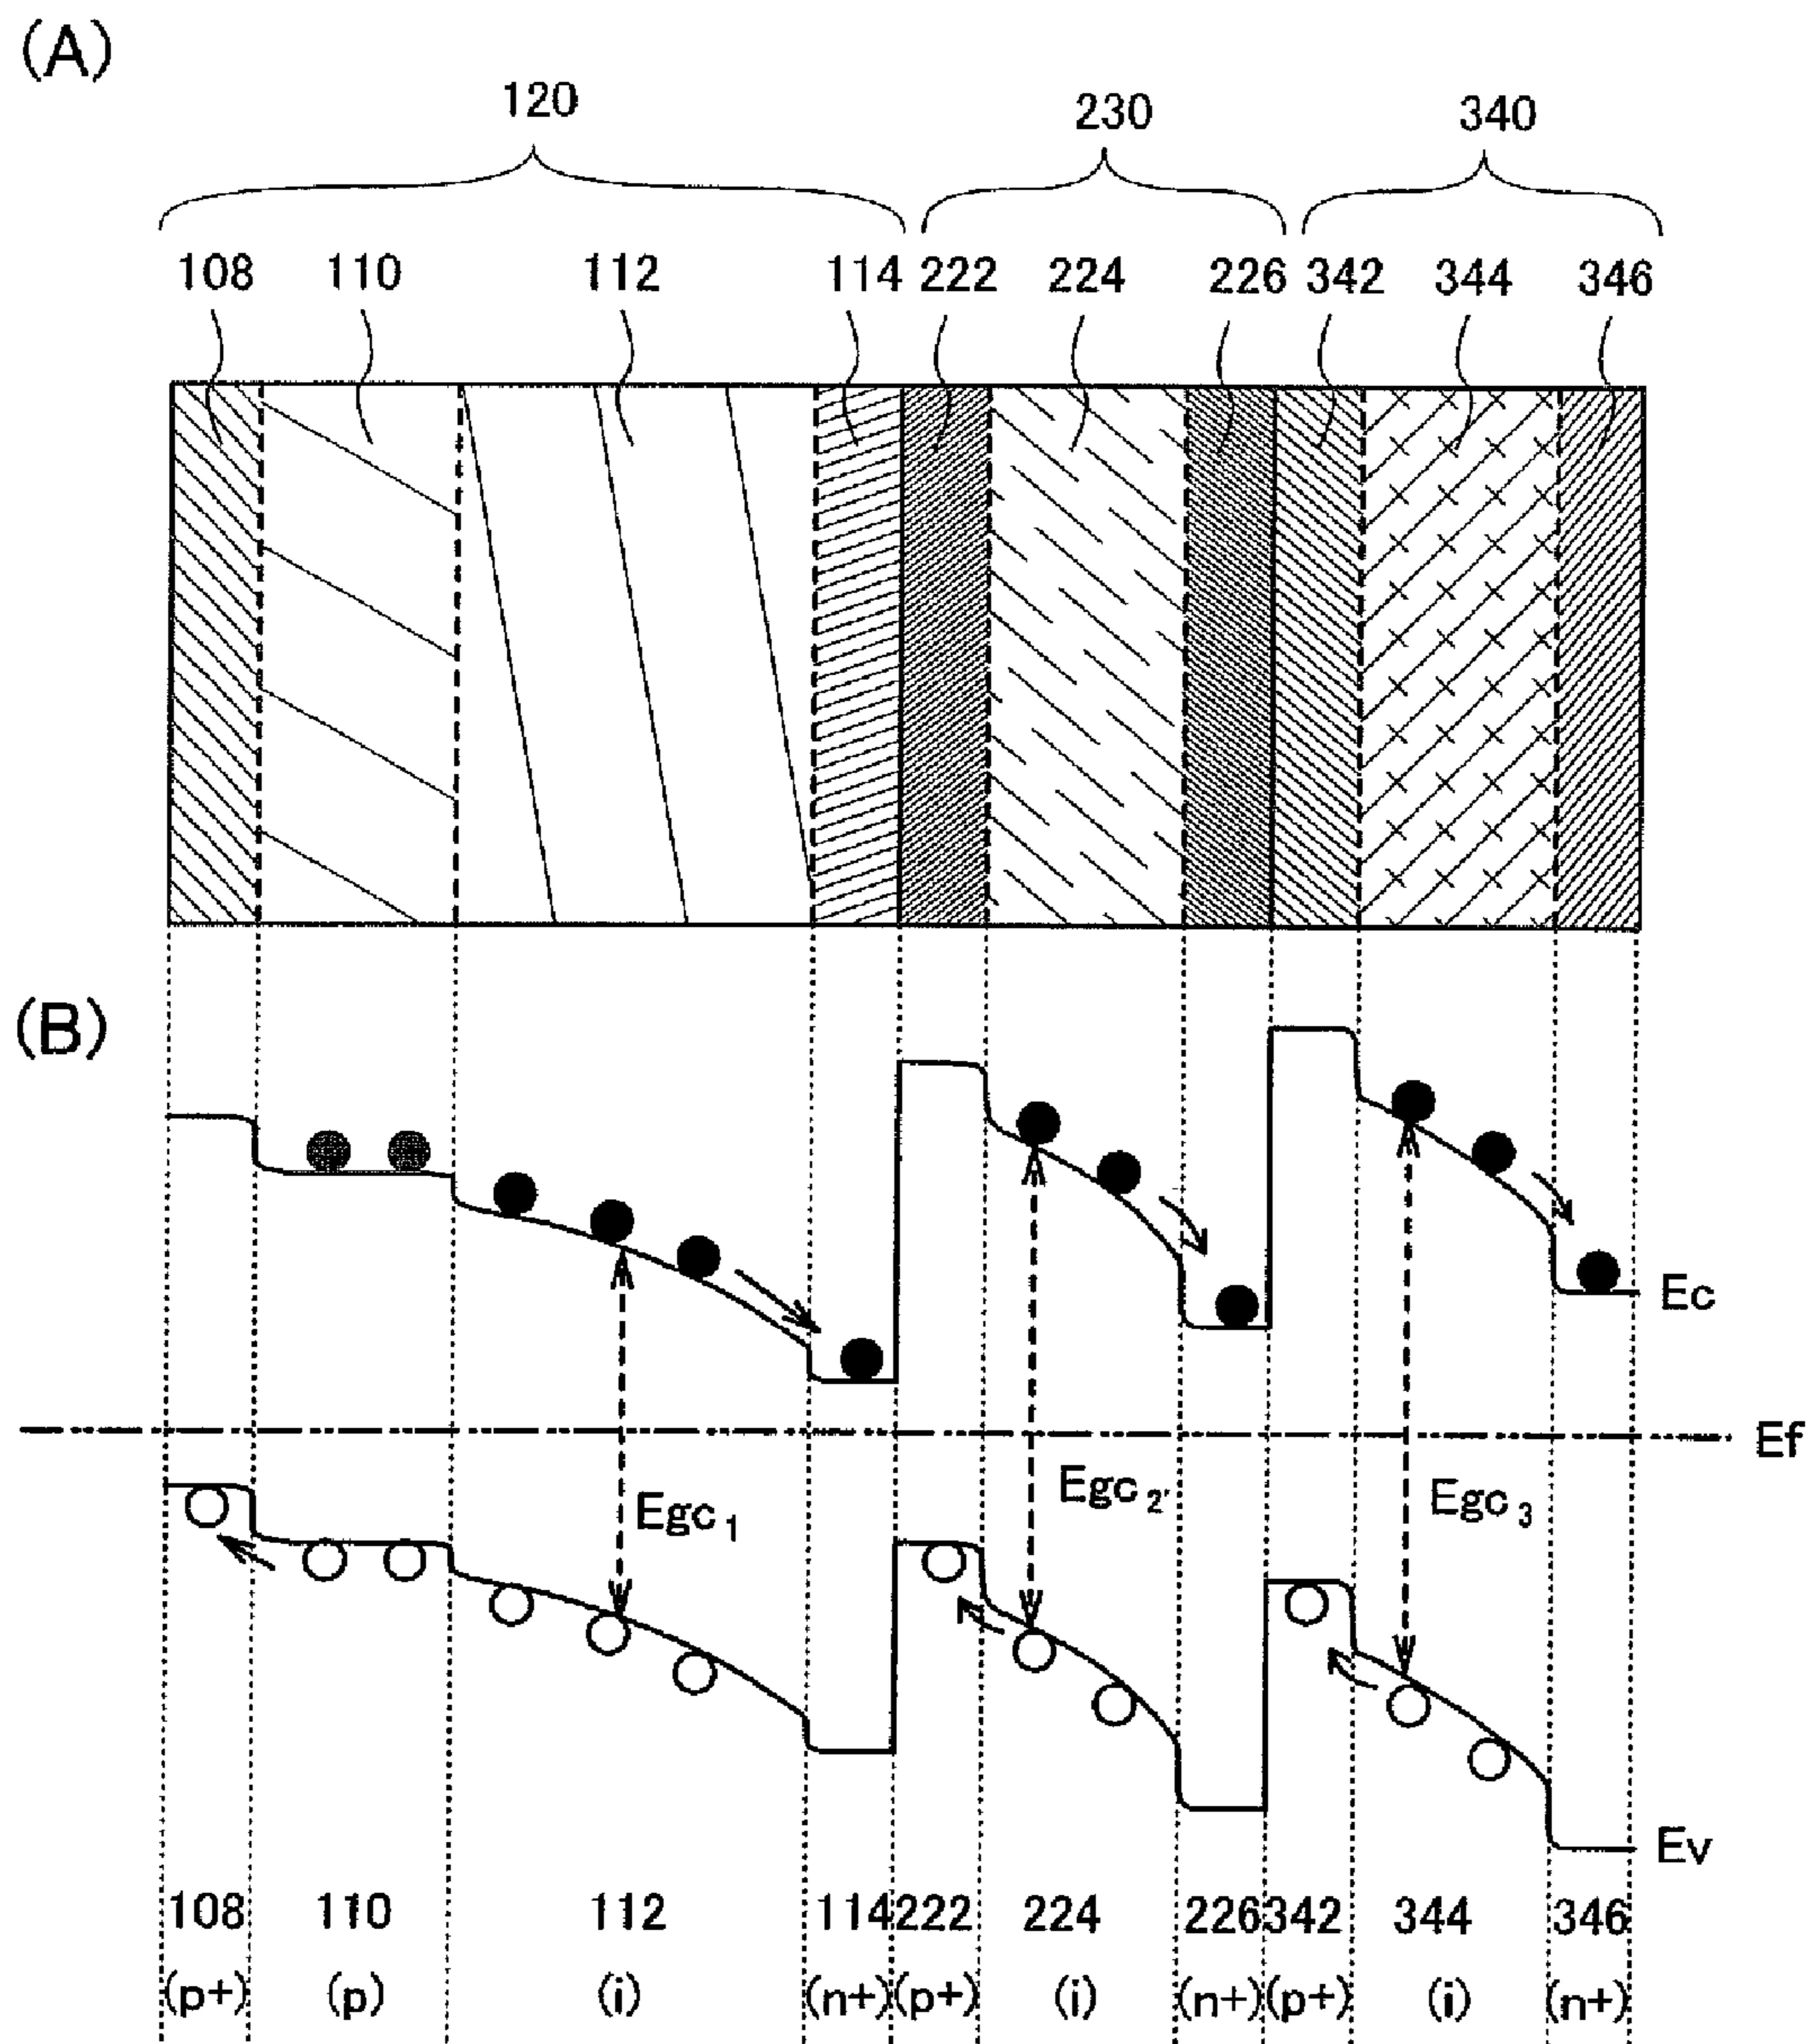 (A)
120 230 340
108 110 112 114 222 224 226 342 344 346
(B)
Ec
Ef
Egc1 Egc2' Egc3
Ev
108 110 112 114 222 224 226 342 344 346
(p+) (p) (i) (n+) (p+) (i) (n+) (p+) (i) (n+)